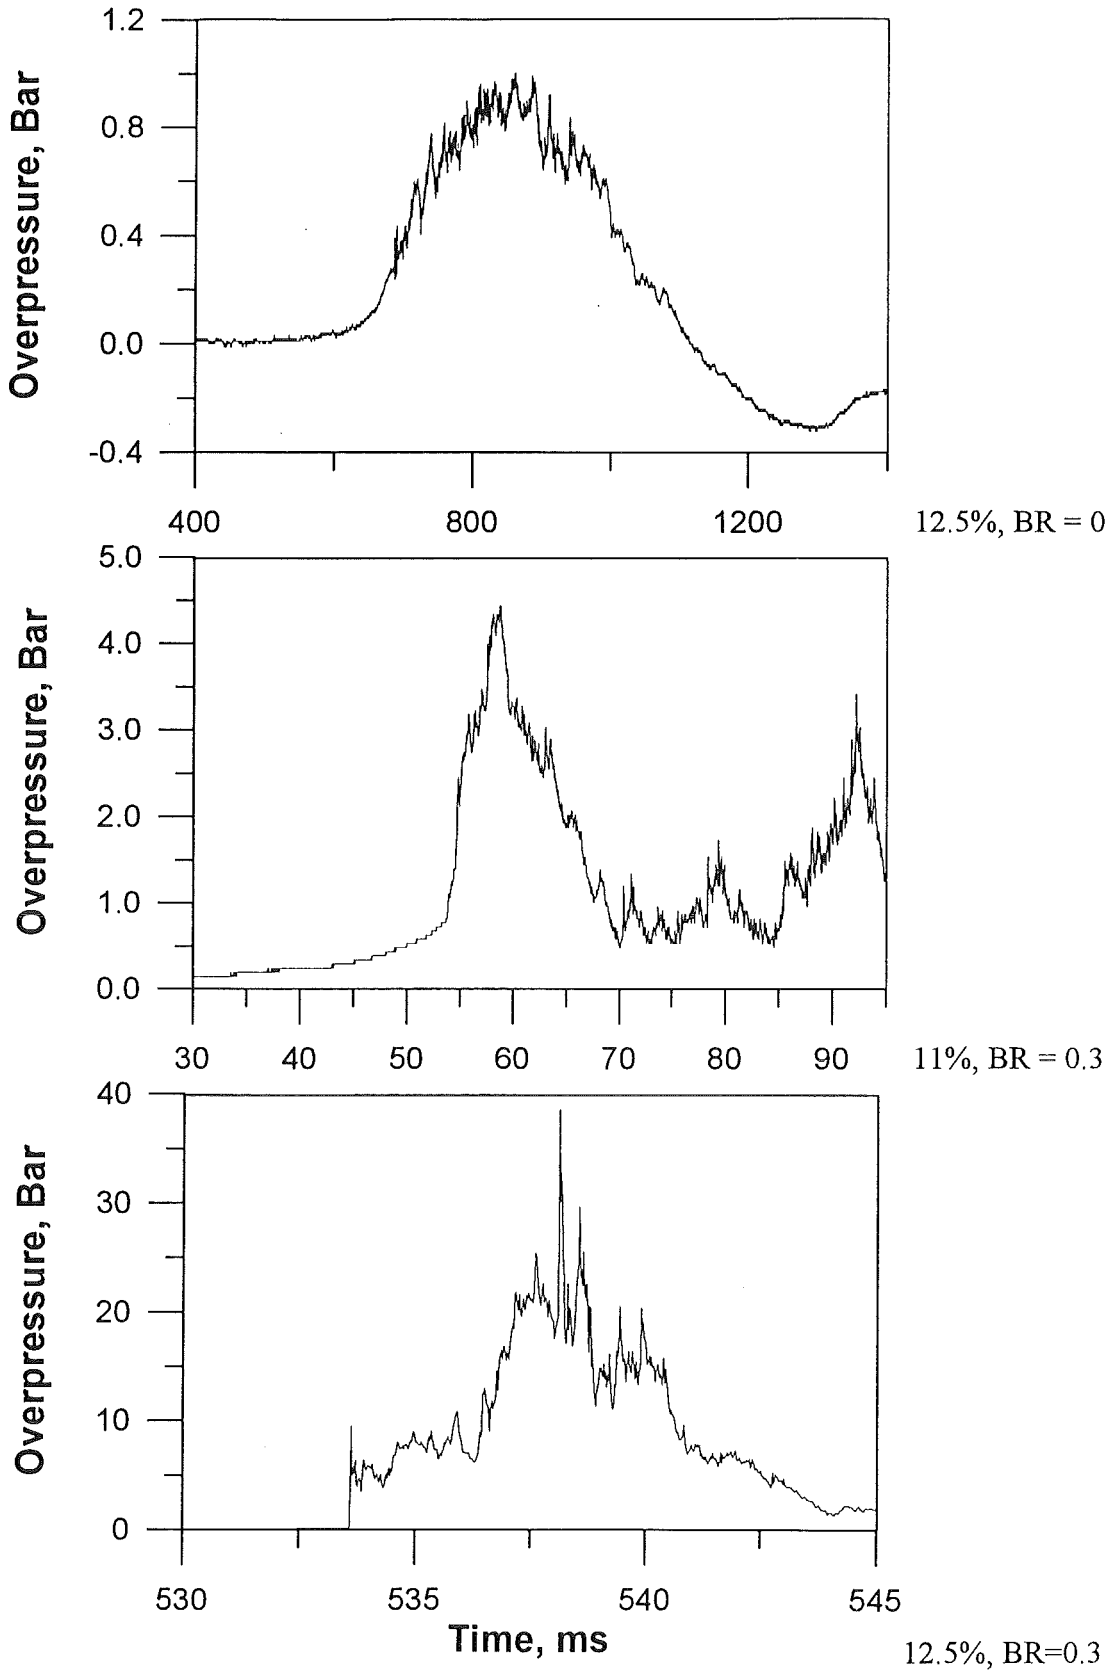 Overpressure, Bar
1.2
0.8
0.4
0.0
-0.4
400 800 1200 12.5%, BR = 0
Overpressure, Bar
5.0
4.0
3.0
2.0
1.0
0.0
30 40 50 60 70 80 90 11%, BR = 0.3
Overpressure, Bar
40
30
20
10
0
530 535 540 545
Time, ms
12.5%, BR=0.3